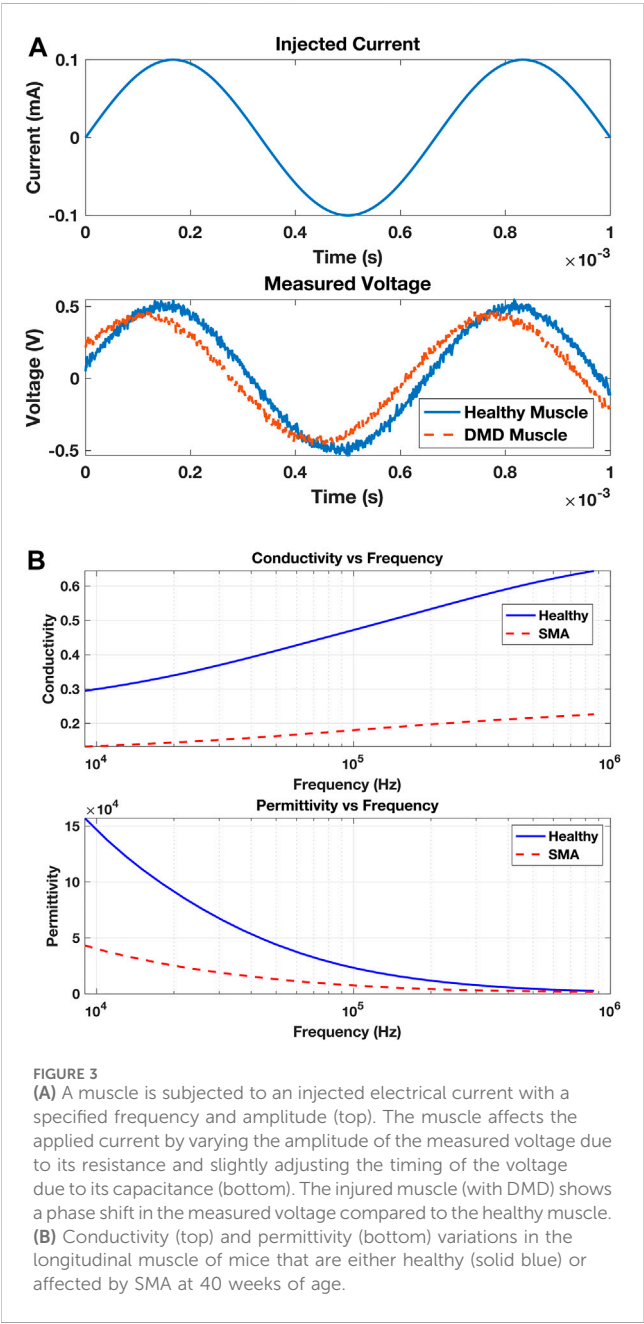 A
Injected Current
Current (mA)
0.1
0
-0.1
0 0.2 0.4 0.6 0.8 1
Time (s)
×10⁻³
Measured Voltage
Voltage (V)
0.5
0
-0.5
Healthy Muscle
DMD Muscle
0 0.2 0.4 0.6 0.8 1
Time (s)
×10⁻³
B
Conductivity vs Frequency
Conductivity
0.6
0.5
0.4
0.3
0.2
Healthy
SMA
10⁴ 10⁵ 10⁶
Frequency (Hz)
Permittivity vs Frequency
×10⁴
Permittivity
15
10
5
0
Healthy
SMA
10⁴ 10⁵ 10⁶
Frequency (Hz)
FIGURE 3
(A) A muscle is subjected to an injected electrical current with a
specified frequency and amplitude (top). The muscle affects the
applied current by varying the amplitude of the measured voltage due
to its resistance and slightly adjusting the timing of the voltage
due to its capacitance (bottom). The injured muscle (with DMD) shows
a phase shift in the measured voltage compared to the healthy muscle.
(B) Conductivity (top) and permittivity (bottom) variations in the
longitudinal muscle of mice that are either healthy (solid blue) or
affected by SMA at 40 weeks of age.